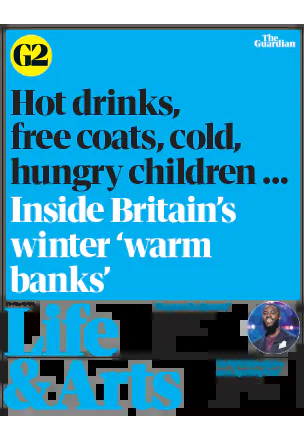 G2
The
Guardian
Hot drinks,
free coats, cold,
hungry children ...
Inside Britain's
winter 'warm
banks'
Life
&Arts